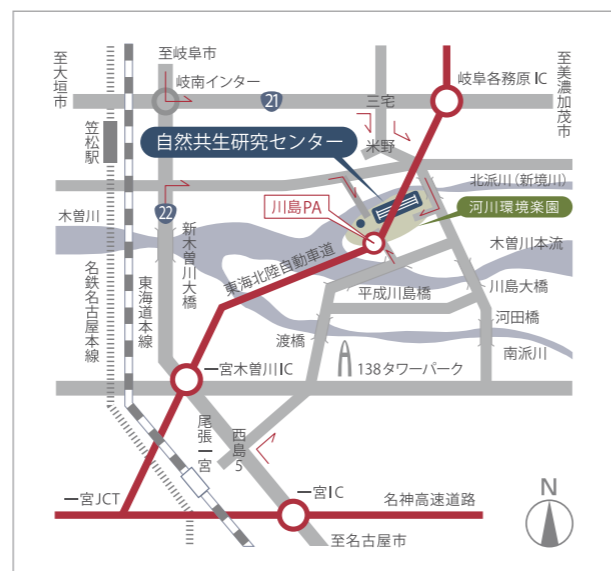 至大垣市
至岐阜市
岐南インター
21
岐阜各務原IC
至美濃加茂市
三宅
米野
笠松駅
自然共生研究センター
北派川(新境川)
河川環境楽園
川島PA
木曽川
22
新木曽川大橋
木曽川本流
東海北陸自動車道
名鉄名古屋本線
東海道本線
平成川島橋
川島大橋
河田橋
渡橋
南派川
一宮木曽川IC
138タワーパーク
尾張一宮
西島5
一宮JCT
一宮IC
名神高速道路
至名古屋市
N